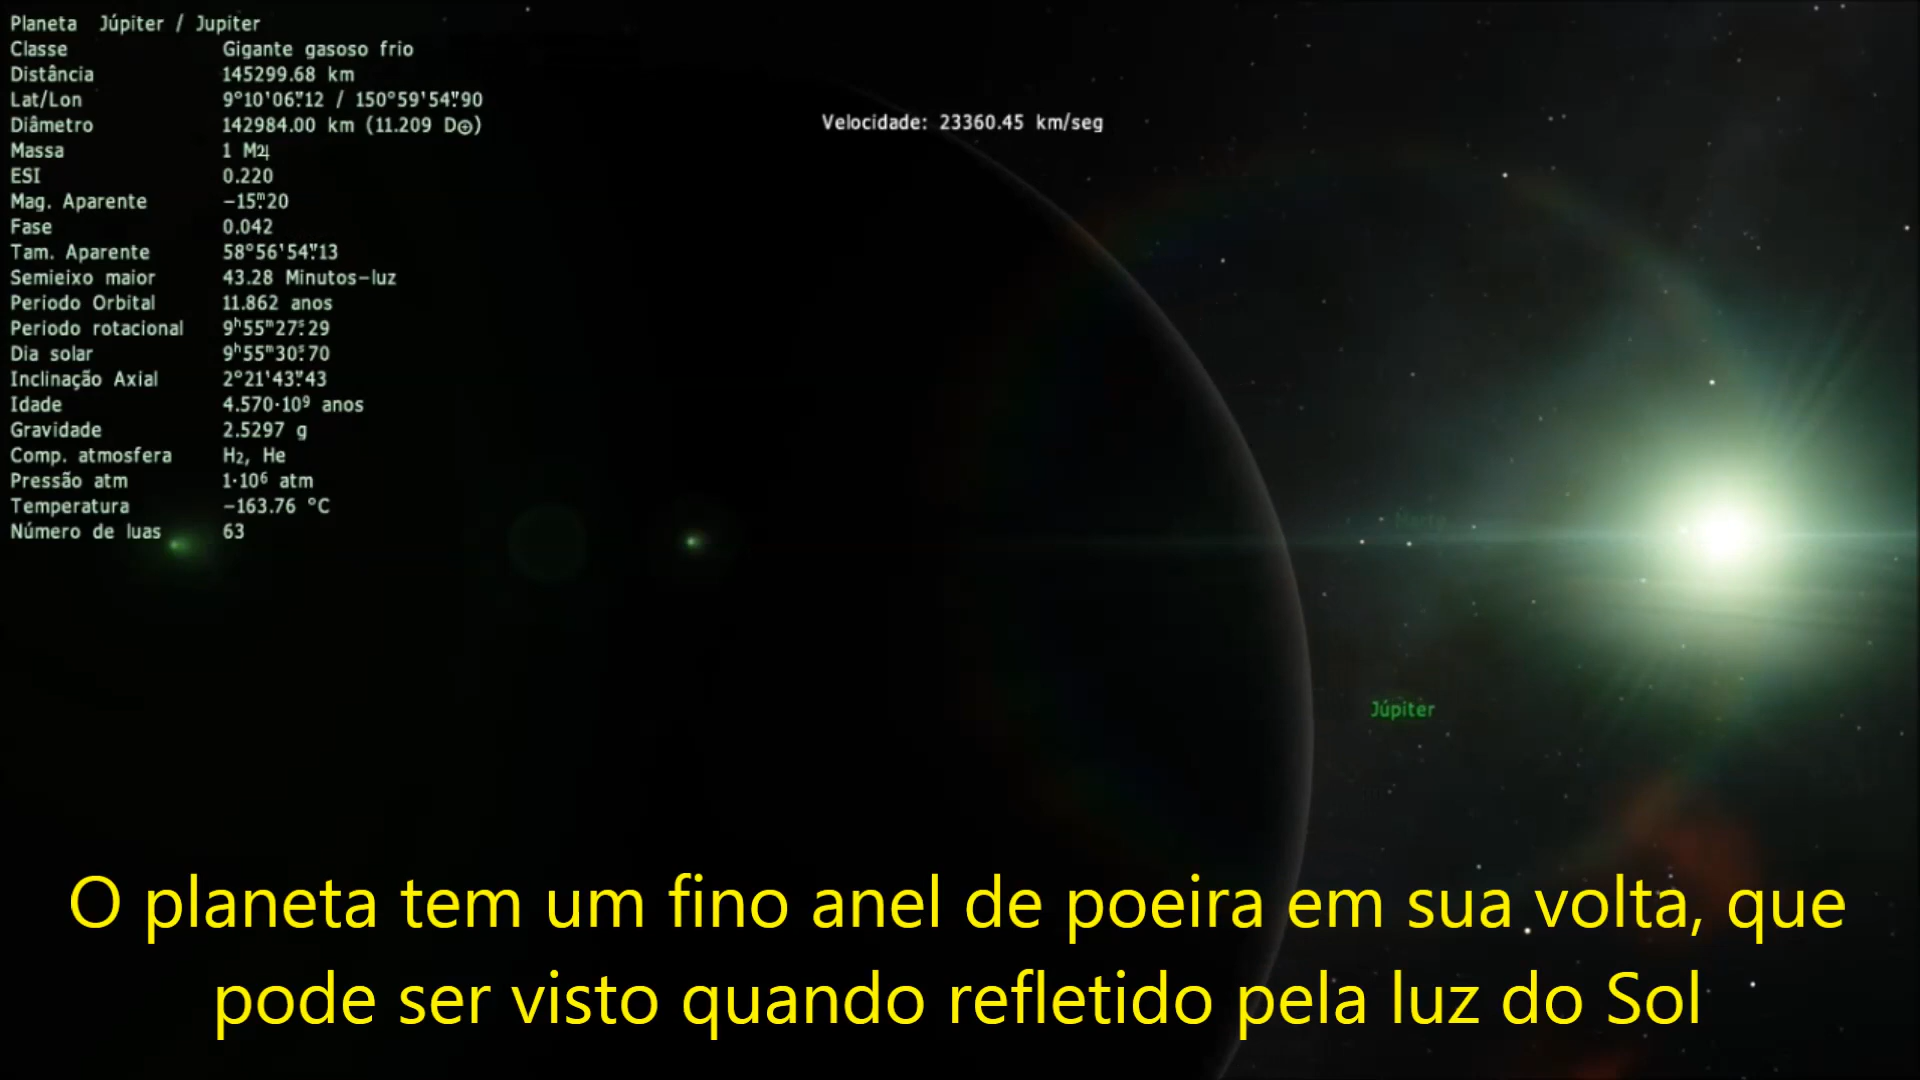 Planeta Júpiter / Jupiter
Classe Gigante gasoso frio
Distância 145299.68 km
Lat/Lon 9°10'06"12 / 150°59'54"90
Diâmetro 142984.00 km (11.209 D⊕)
Velocidade: 23360.45 km/seg
Massa 1 M♃
ESI 0.220
Mag. Aparente −15ᵐ20
Fase 0.042
Tam. Aparente 58°56'54"13
Semieixo maior 43.28 Minutos-luz
Periodo Orbital 11.862 anos
Periodo rotacional 9ʰ55ᵐ27ˢ29
Dia solar 9ʰ55ᵐ30ˢ70
Inclinação Axial 2°21'43"43
Idade 4.570·10⁹ anos
Gravidade 2.5297 g
Comp. atmosfera H₂, He
Pressão atm 1·10⁶ atm
Temperatura −163.76 °C
Número de luas 63
Júpiter
O planeta tem um fino anel de poeira em sua volta, que
pode ser visto quando refletido pela luz do Sol